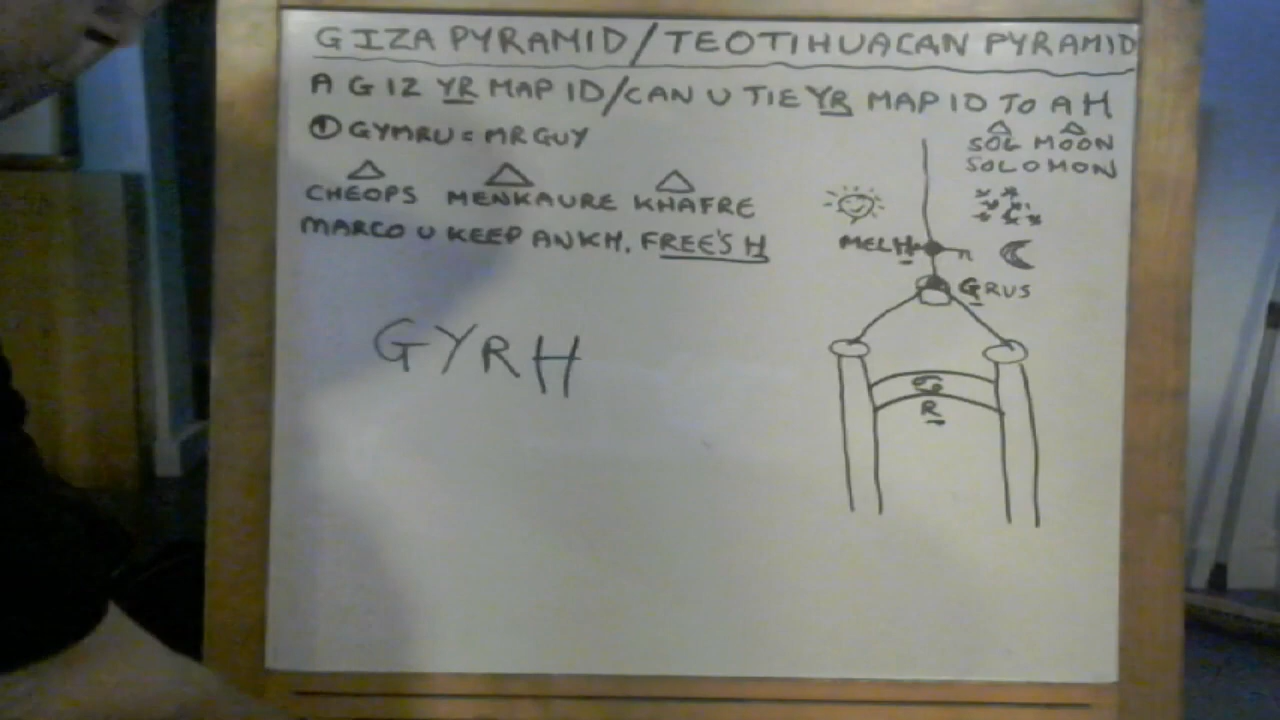 GIZA PYRAMID/TEOTIHUACAN PYRAMID
A GIZ YR MAP ID/CAN U TIE YR MAP ID TO A H
① GYMRU = MR GUY
SOL MOON
SOLOMON
CHEOPS MENKAURE KHAFRE
MARCO U KEEP ANKH, FREE'S H
MELH
n
GRUS
GYRH
R